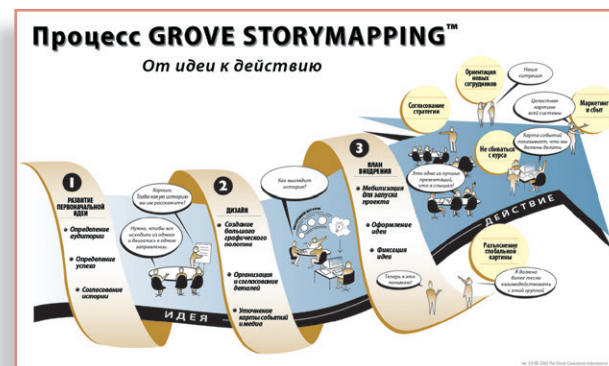 Процесс GROVE STORYMAPPING™
От идеи к действию
1
РАЗВИТИЕ
ПЕРВОНАЧАЛЬНОЙ
ИДЕИ
• Определение
аудитории
• Определение
успеха
• Согласование
истории
Хорошо.
Тогда какую историю
мы им расскажем?
Нужно, чтобы все
исходили из одного
и двигались в одном
направлении.
ИДЕЯ
2
ДИЗАЙН
• Создание
большого
графического
полотна
• Организация
и согласование
деталей
• Уточнение
карты событий
и медиа
Как выглядит
история?
3
ПЛАН
ВНЕДРЕНИЯ
• Мобилизация
для запуска
проекта
• Оформление
идеи
• Фиксация
идеи
Теперь я это
понимаю!
Это одна из лучших
презентаций,
что я слышал!
Согласование
стратегии
Ориентация
новых
сотрудников
Наша
ситуация
Целостная
картина
всей системы
Маркетинг
и сбыт
Не сбиваться
с курса
Карта событий
показывает, что мы
должны делать
ДЕЙСТВИЕ
Разъяснение
глобальной
картины
Я должна
более тесно
взаимодействовать
с этой группой